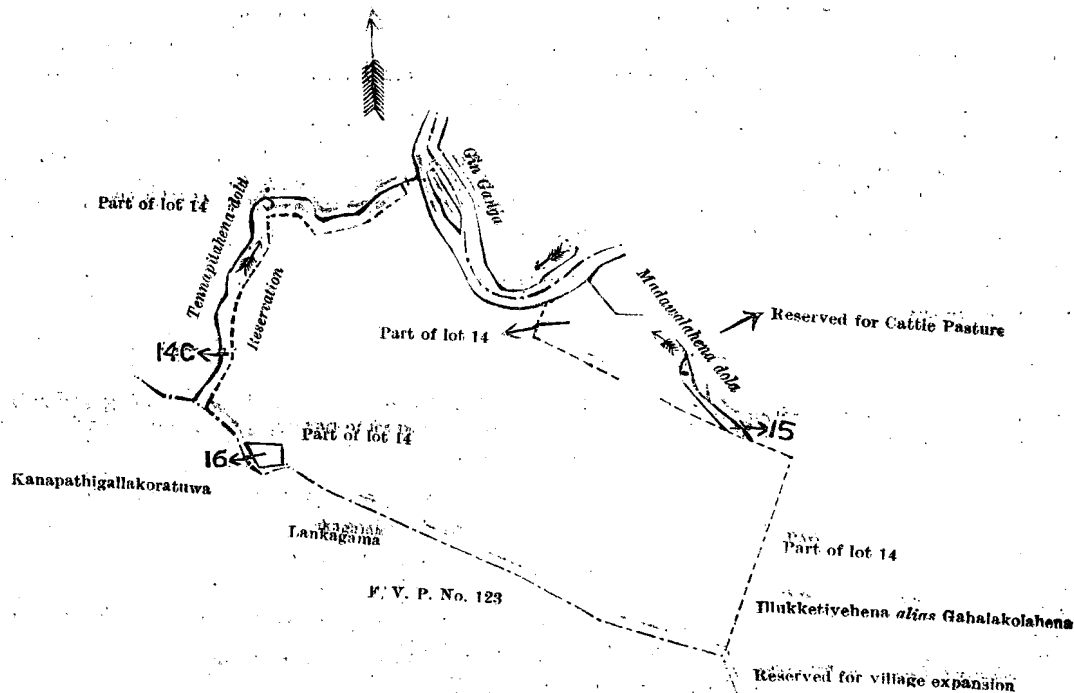 Gin Ganga
Part of lot 14
Tennapitahena dola
Reservation
Madawalahena dola
Reserved for Cattle Pasture
Part of lot 14
14C
15
Part of lot 14
16
Kanapathigallakoratuwa
Lankagama
Part of lot 14
F. V. P. No. 123
Illukketivehena alias Gahalakolahena
Reserved for village expansion